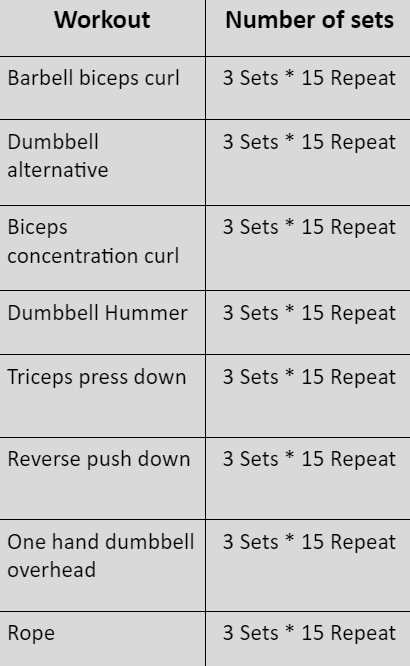 Workout Number of sets
Barbell biceps curl 3 Sets * 15 Repeat
Dumbbell 3 Sets * 15 Repeat
alternative
Biceps 3 Sets * 15 Repeat
concentration curl
Dumbbell Hummer 3 Sets * 15 Repeat
Triceps press down 3 Sets * 15 Repeat
Reverse push down 3 Sets * 15 Repeat
One hand dumbbell 3 Sets * 15 Repeat
overhead
Rope 3 Sets * 15 Repeat